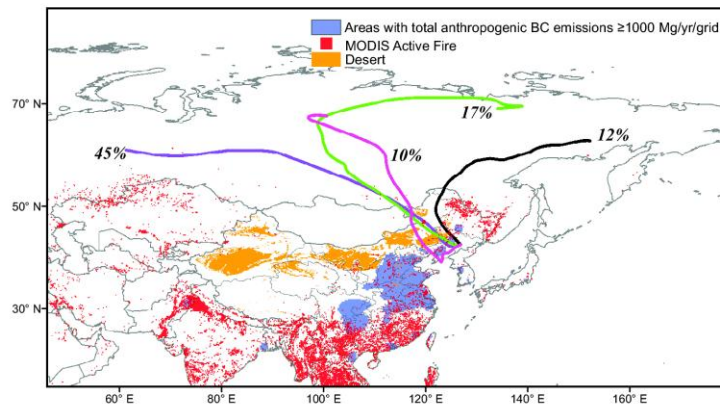 Areas with total anthropogenic BC emissions ≥1000 Mg/yr/grid
MODIS Active Fire
Desert
70° N
17%
12%
45%
10%
50° N
30° N
60° E
80° E
100° E
120° E
140° E
160° E